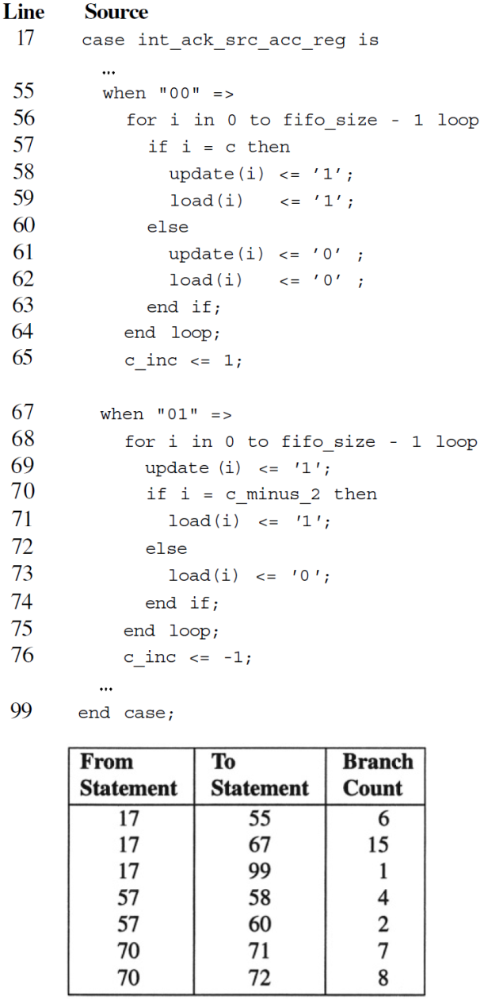 Line Source
17 case int_ack_src_acc_reg is
...
55 when "00" =>
56 for i in 0 to fifo_size - 1 loop
57 if i = c then
58 update(i) <= '1';
59 load(i) <= '1';
60 else
61 update(i) <= '0' ;
62 load(i) <= '0' ;
63 end if;
64 end loop;
65 c_inc <= 1;
67 when "01" =>
68 for i in 0 to fifo_size - 1 loop
69 update (i) <= '1';
70 if i = c_minus_2 then
71 load(i) <= '1';
72 else
73 load(i) <= '0';
74 end if;
75 end loop;
76 c_inc <= -1;
...
99 end case;
From To Branch
Statement Statement Count
17 55 6
17 67 15
17 99 1
57 58 4
57 60 2
70 71 7
70 72 8